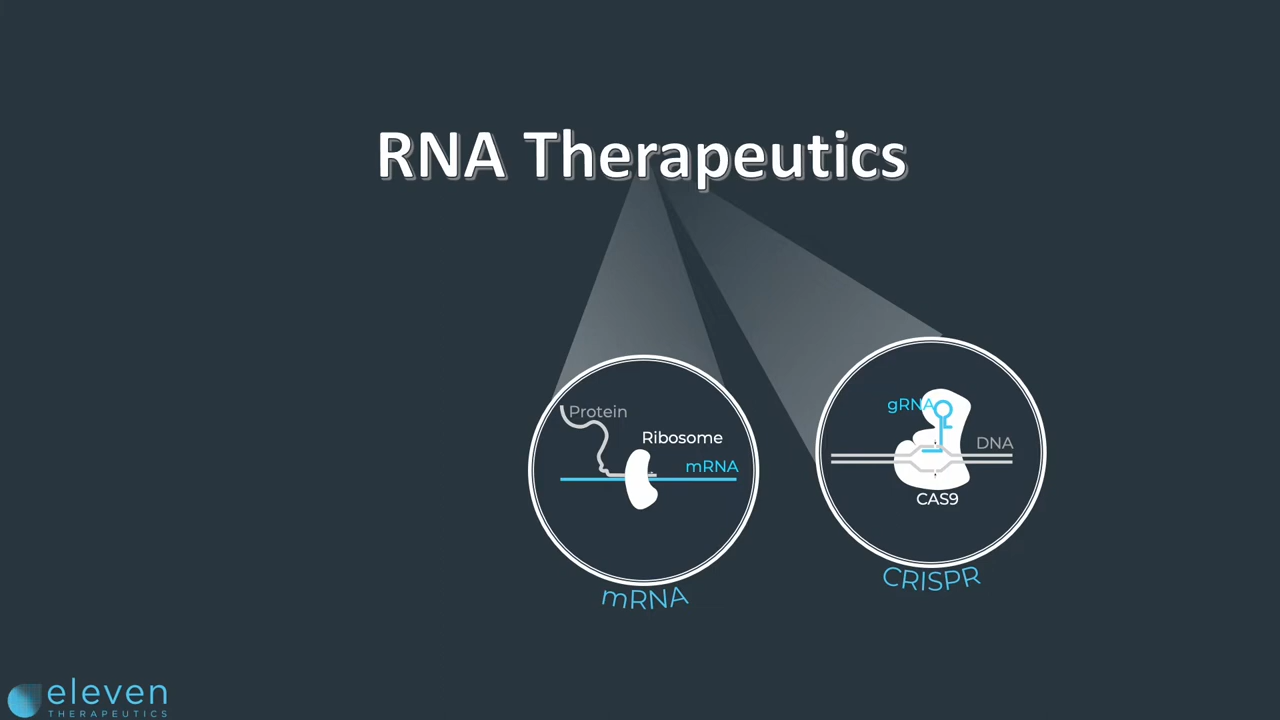 RNA Therapeutics
Protein
Ribosome
mRNA
mRNA
gRNA
DNA
CAS9
CRISPR
eleven
THERAPEUTICS